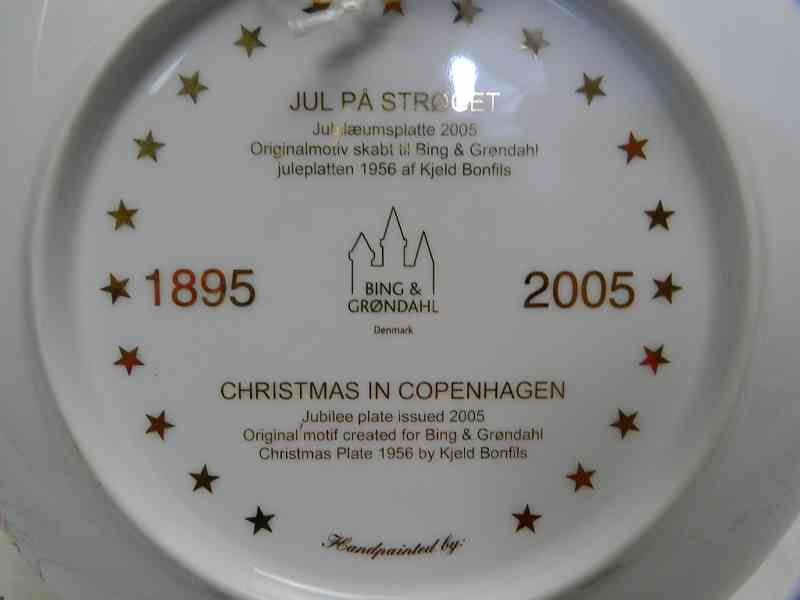 JUL PÅ STRØGET
Jubilæumsplatte 2005
Originalmotiv skabt til Bing & Grøndahl
juleplatten 1956 af Kjeld Bonfils
1895
BING &
GRØNDAHL
Denmark
2005
CHRISTMAS IN COPENHAGEN
Jubilee plate issued 2005
Original motif created for Bing & Grøndahl
Christmas Plate 1956 by Kjeld Bonfils
Handpainted by: